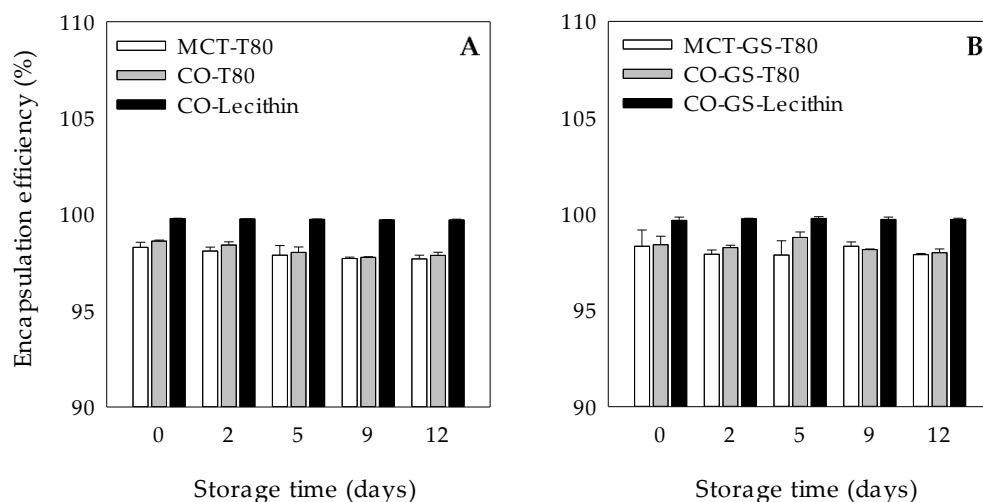 Encapsulation efficiency (%)
110
105
100
95
90
MCT-T80
CO-T80
CO-Lecithin
A
0 2 5 9 12
Storage time (days)
110
105
100
95
90
MCT-GS-T80
CO-GS-T80
CO-GS-Lecithin
B
0 2 5 9 12
Storage time (days)